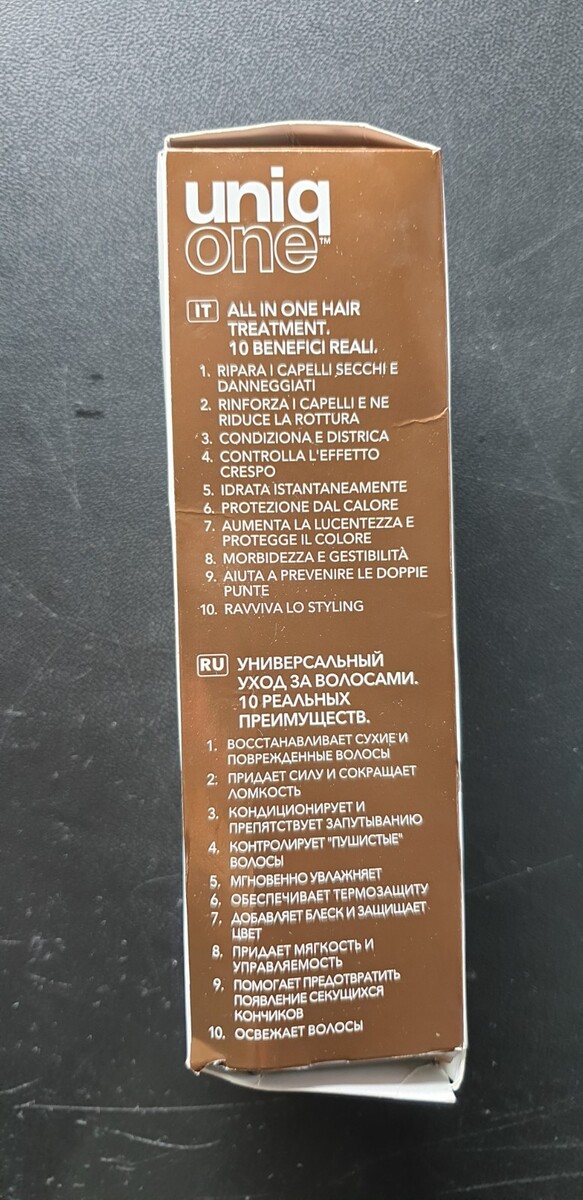 uniq
one™
IT ALL IN ONE HAIR
TREATMENT.
10 BENEFICI REALI.
1. RIPARA I CAPELLI SECCHI E
DANNEGGIATI
2. RINFORZA I CAPELLI E NE
RIDUCE LA ROTTURA
3. CONDIZIONA E DISTRICA
4. CONTROLLA L'EFFETTO
CRESPO
5. IDRATA ISTANTANEAMENTE
6. PROTEZIONE DAL CALORE
7. AUMENTA LA LUCENTEZZA E
PROTEGGE IL COLORE
8. MORBIDEZZA E GESTIBILITÀ
9. AIUTA A PREVENIRE LE DOPPIE
PUNTE
10. RAVVIVA LO STYLING
RU УНИВЕРСАЛЬНЫЙ
УХОД ЗА ВОЛОСАМИ.
10 РЕАЛЬНЫХ
ПРЕИМУЩЕСТВ.
1. ВОССТАНАВЛИВАЕТ СУХИЕ И
ПОВРЕЖДЕННЫЕ ВОЛОСЫ
2. ПРИДАЕТ СИЛУ И СОКРАЩАЕТ
ЛОМКОСТЬ
3. КОНДИЦИОНИРУЕТ И
ПРЕПЯТСТВУЕТ ЗАПУТЫВАНИЮ
4. КОНТРОЛИРУЕТ "ПУШИСТЫЕ"
ВОЛОСЫ
5. МГНОВЕННО УВЛАЖНЯЕТ
6. ОБЕСПЕЧИВАЕТ ТЕРМОЗАЩИТУ
7. ДОБАВЛЯЕТ БЛЕСК И ЗАЩИЩАЕТ
ЦВЕТ
8. ПРИДАЕТ МЯГКОСТЬ И
УПРАВЛЯЕМОСТЬ
9. ПОМОГАЕТ ПРЕДОТВРАТИТЬ
ПОЯВЛЕНИЕ СЕКУЩИХСЯ
КОНЧИКОВ
10. ОСВЕЖАЕТ ВОЛОСЫ